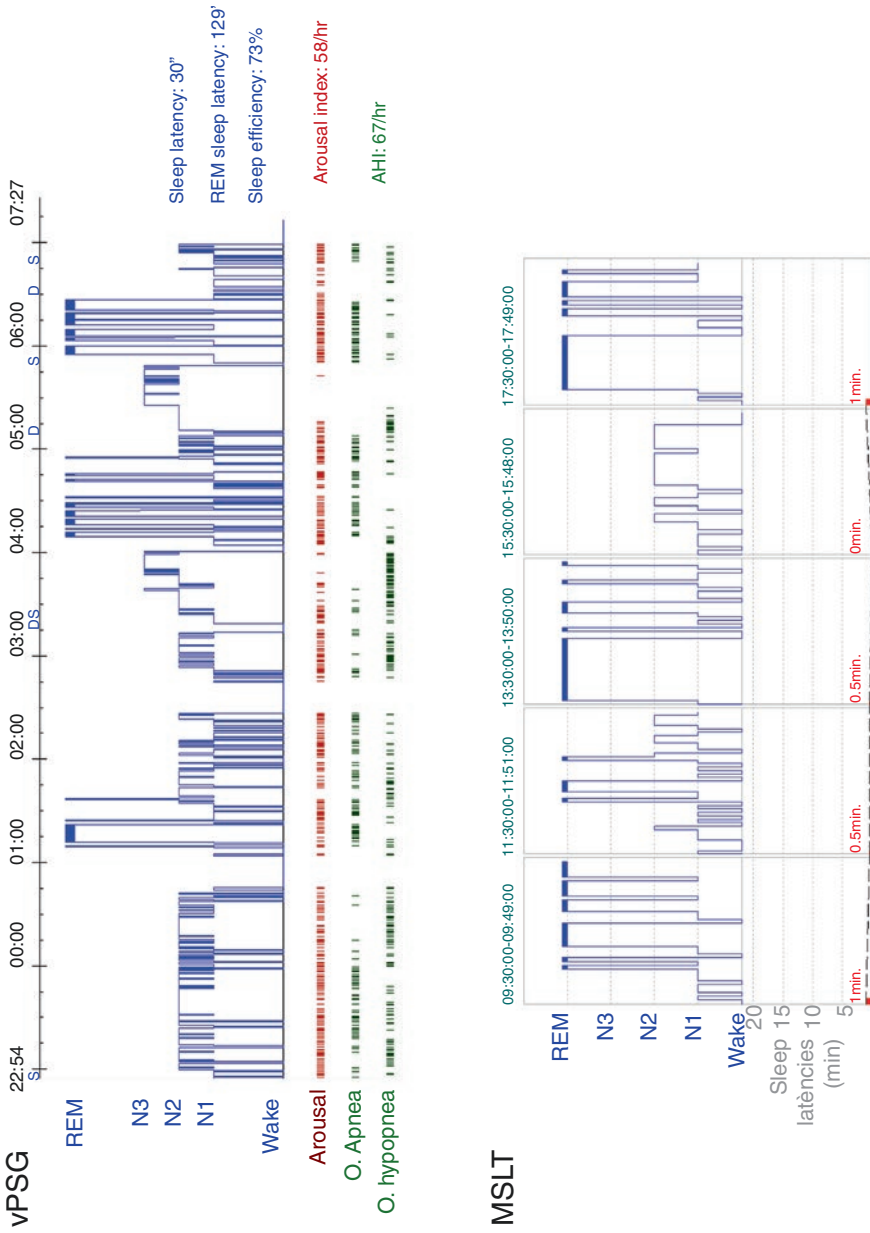 vPSG
22:54 00:00 01:00 02:00 03:00 04:00 05:00 06:00 07:27
S DS D S D S
REM
N3
N2
N1
Wake
Sleep latency: 30”
REM sleep latency: 129’
Sleep efficiency: 73%
Arousal
Arousal index: 58/hr
O. Apnea
O. hypopnea
AHI: 67/hr
MSLT
09:30:00-09:49:00 11:30:00-11:51:00 13:30:00-13:50:00 15:30:00-15:48:00 17:30:00-17:49:00
REM
N3
N2
N1
Wake
20
Sleep 15
latències 10
(min) 5
1min. 0.5min. 0.5min. 0min. 1min.